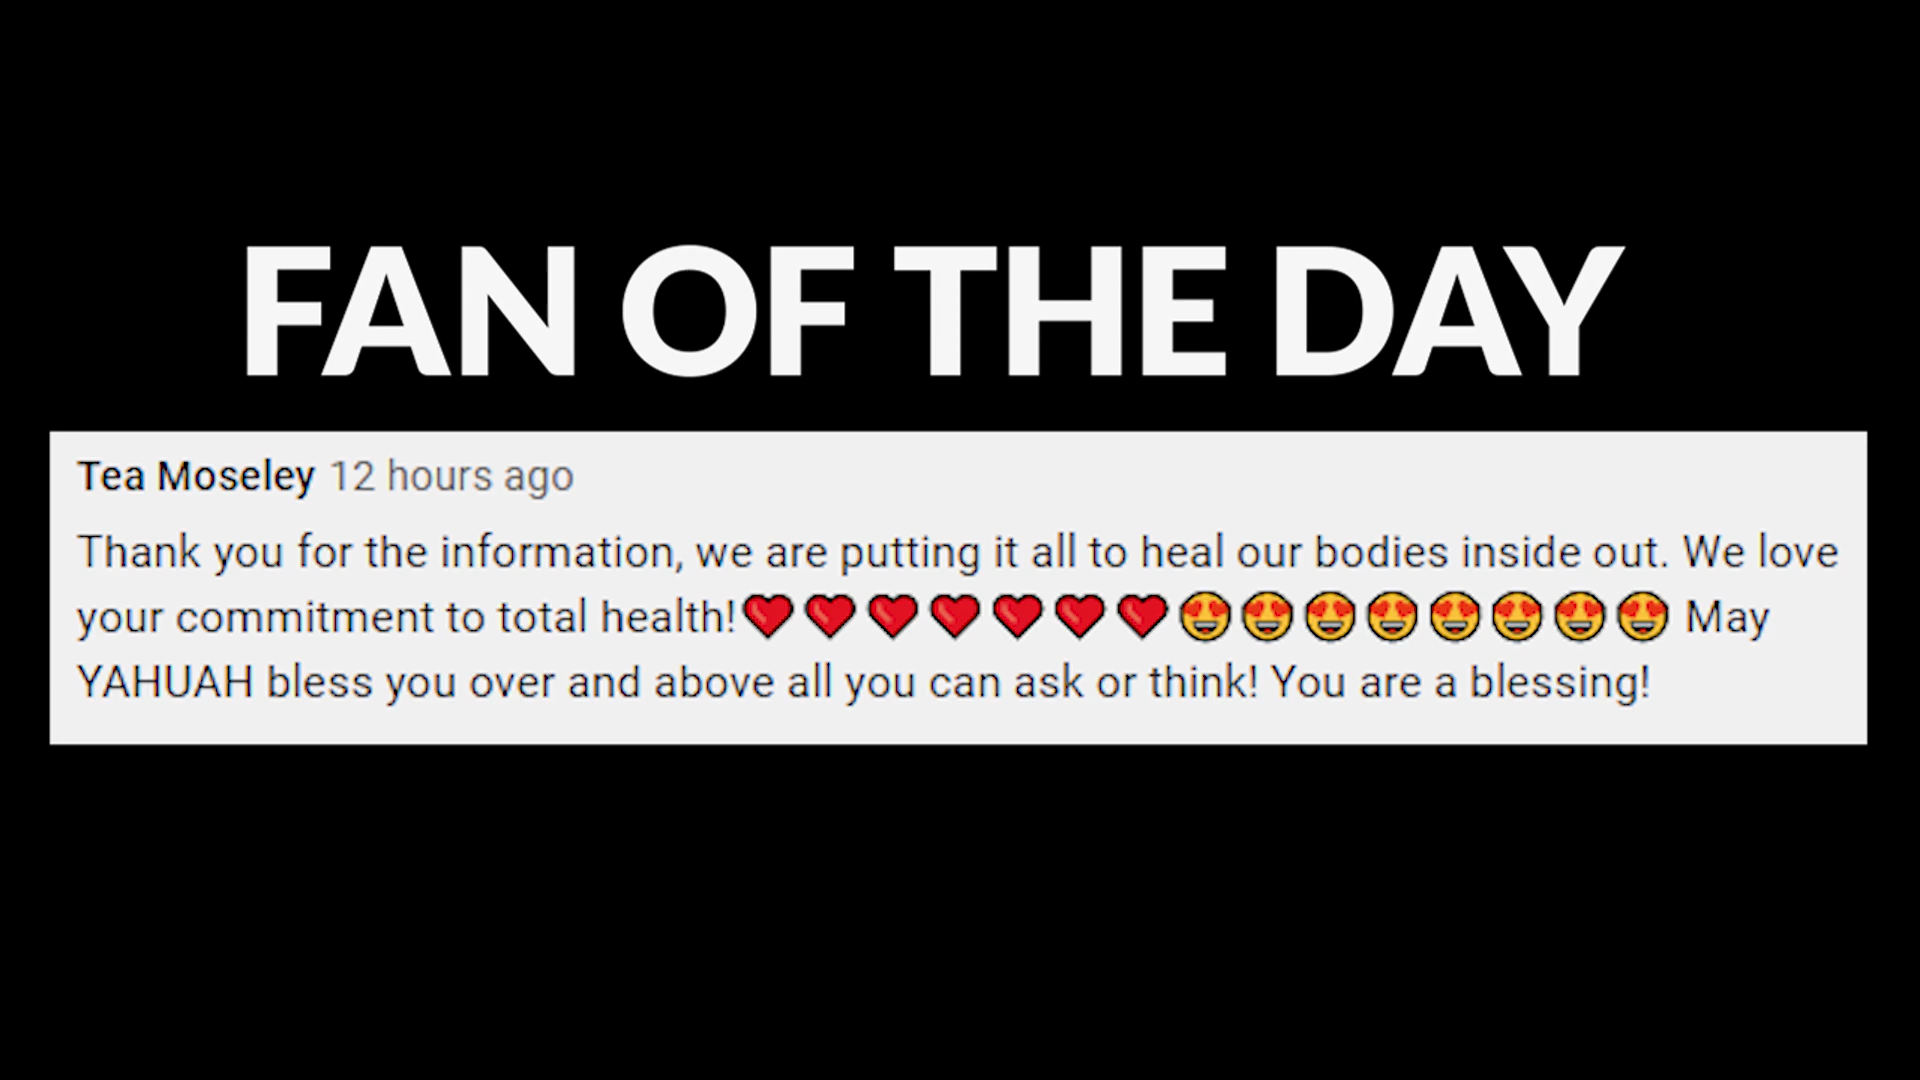 FAN OF THE DAY
Tea Moseley 12 hours ago
Thank you for the information, we are putting it all to heal our bodies inside out. We love
your commitment to total health!❤️❤️❤️❤️❤️❤️❤️😍😍😍😍😍😍😍😍 May
YAHUAH bless you over and above all you can ask or think! You are a blessing!